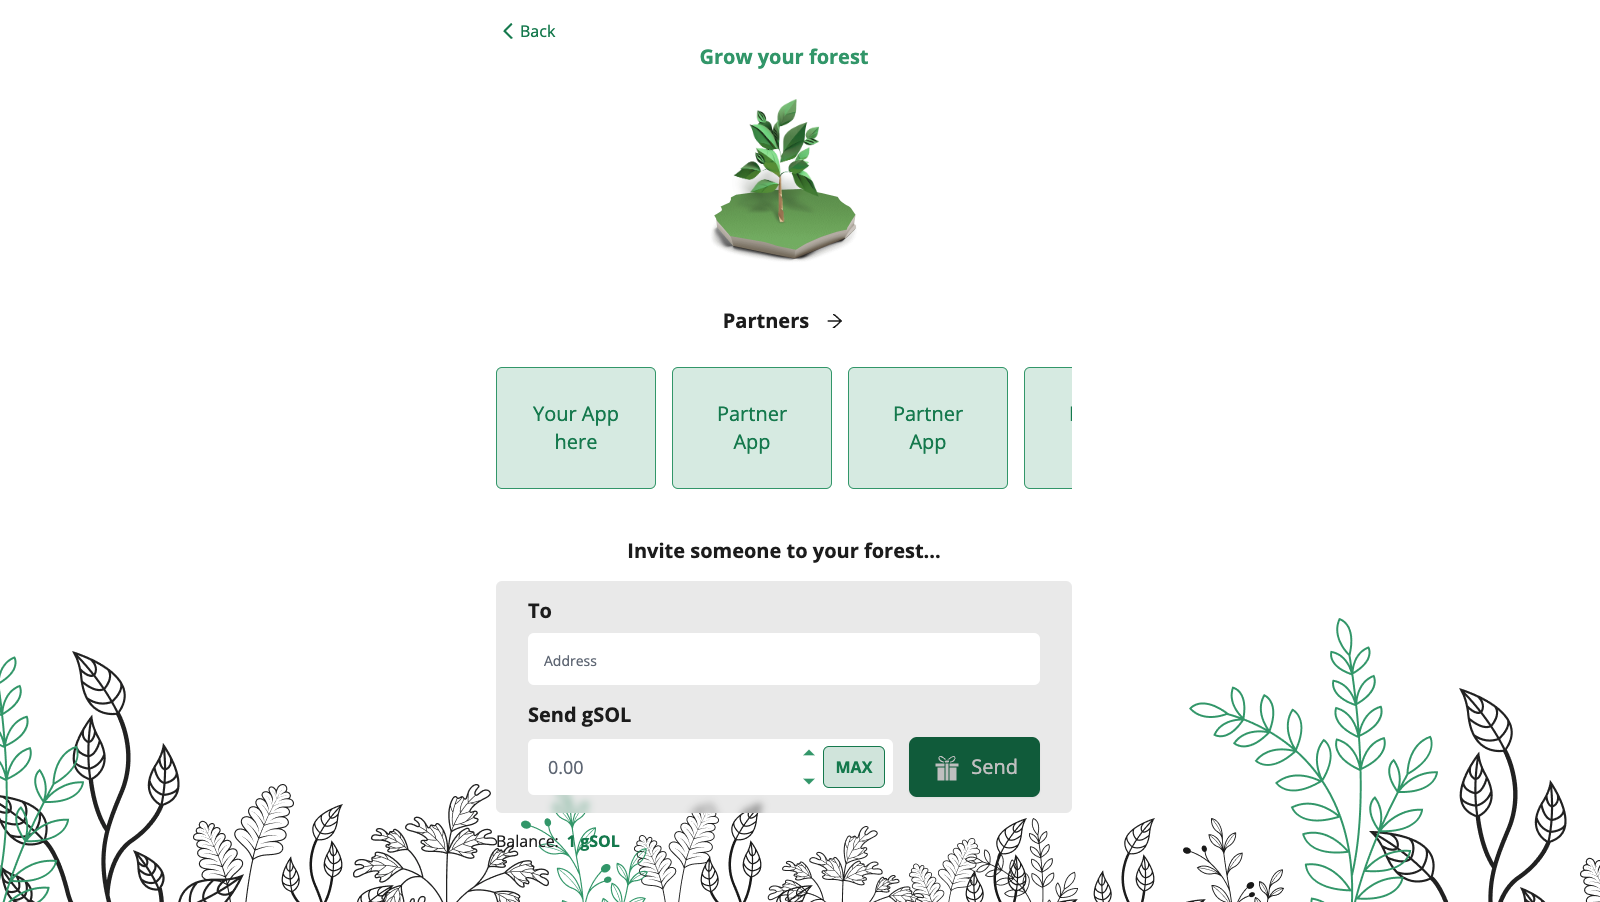 Back
Grow your forest
Partners
Your App
here
Partner
App
Partner
App
Invite someone to your forest...
To
Address
Send gSOL
0.00
MAX
Send
Balance: 1 gSOL